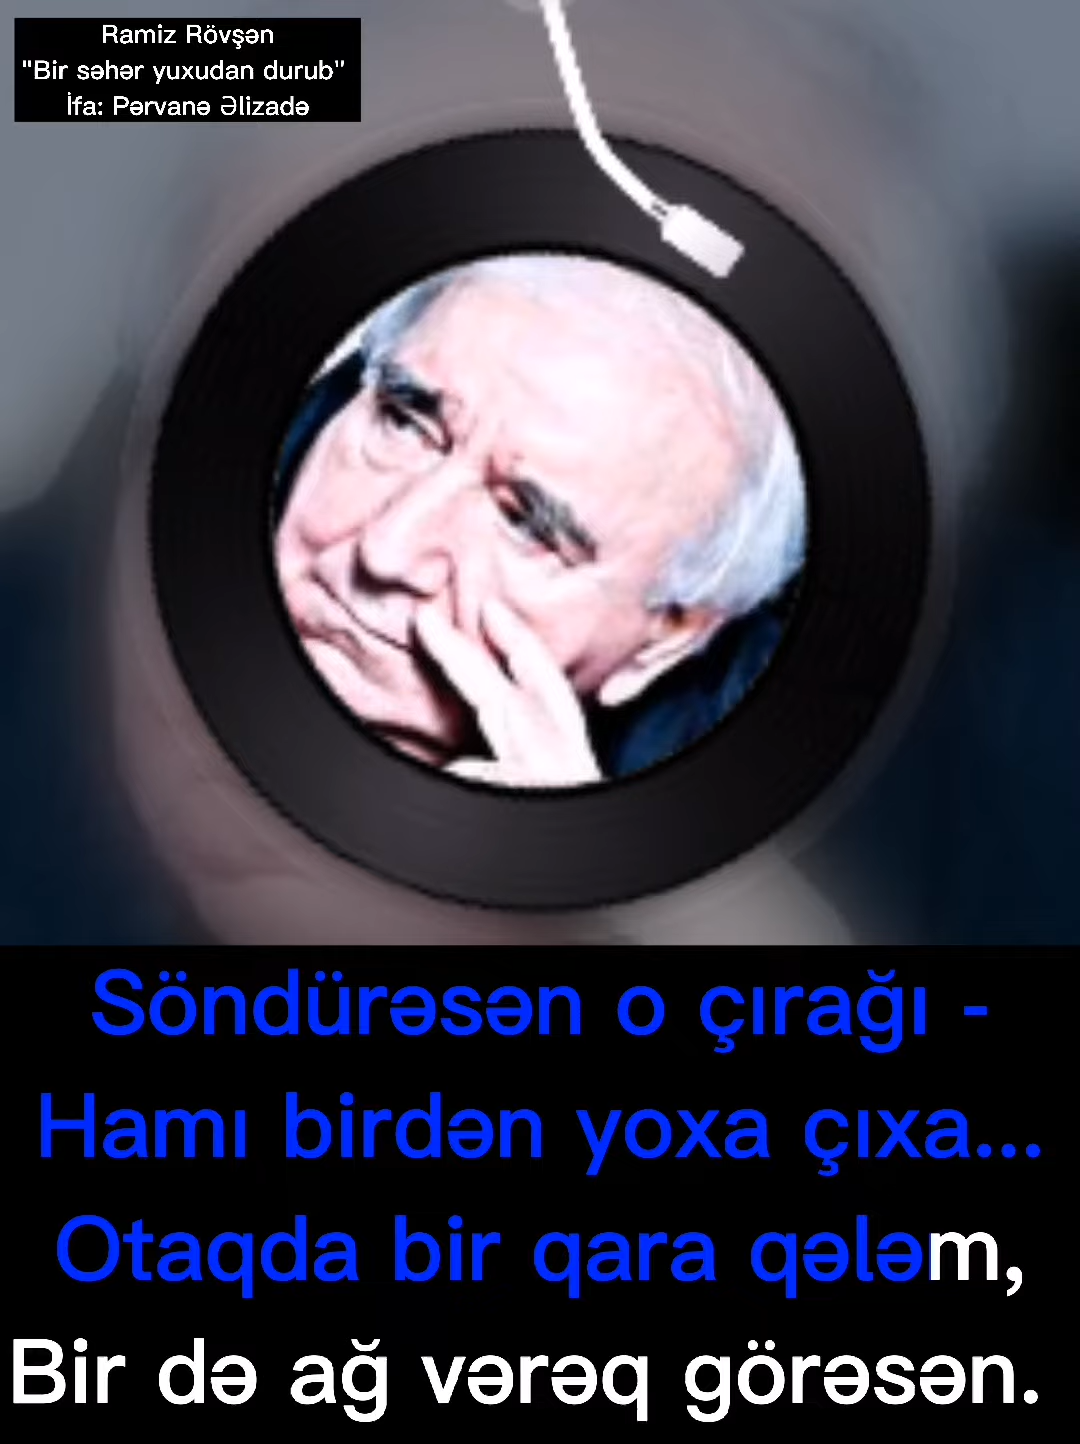 Ramiz Rövşən
"Bir səhər yuxudan durub"
İfa: Pərvanə Əlizadə
Söndürəsən o çırağı -
Hamı birdən yoxa çıxa...
Otaqda bir qara qələm,
Bir də ağ vərəq görəsən.